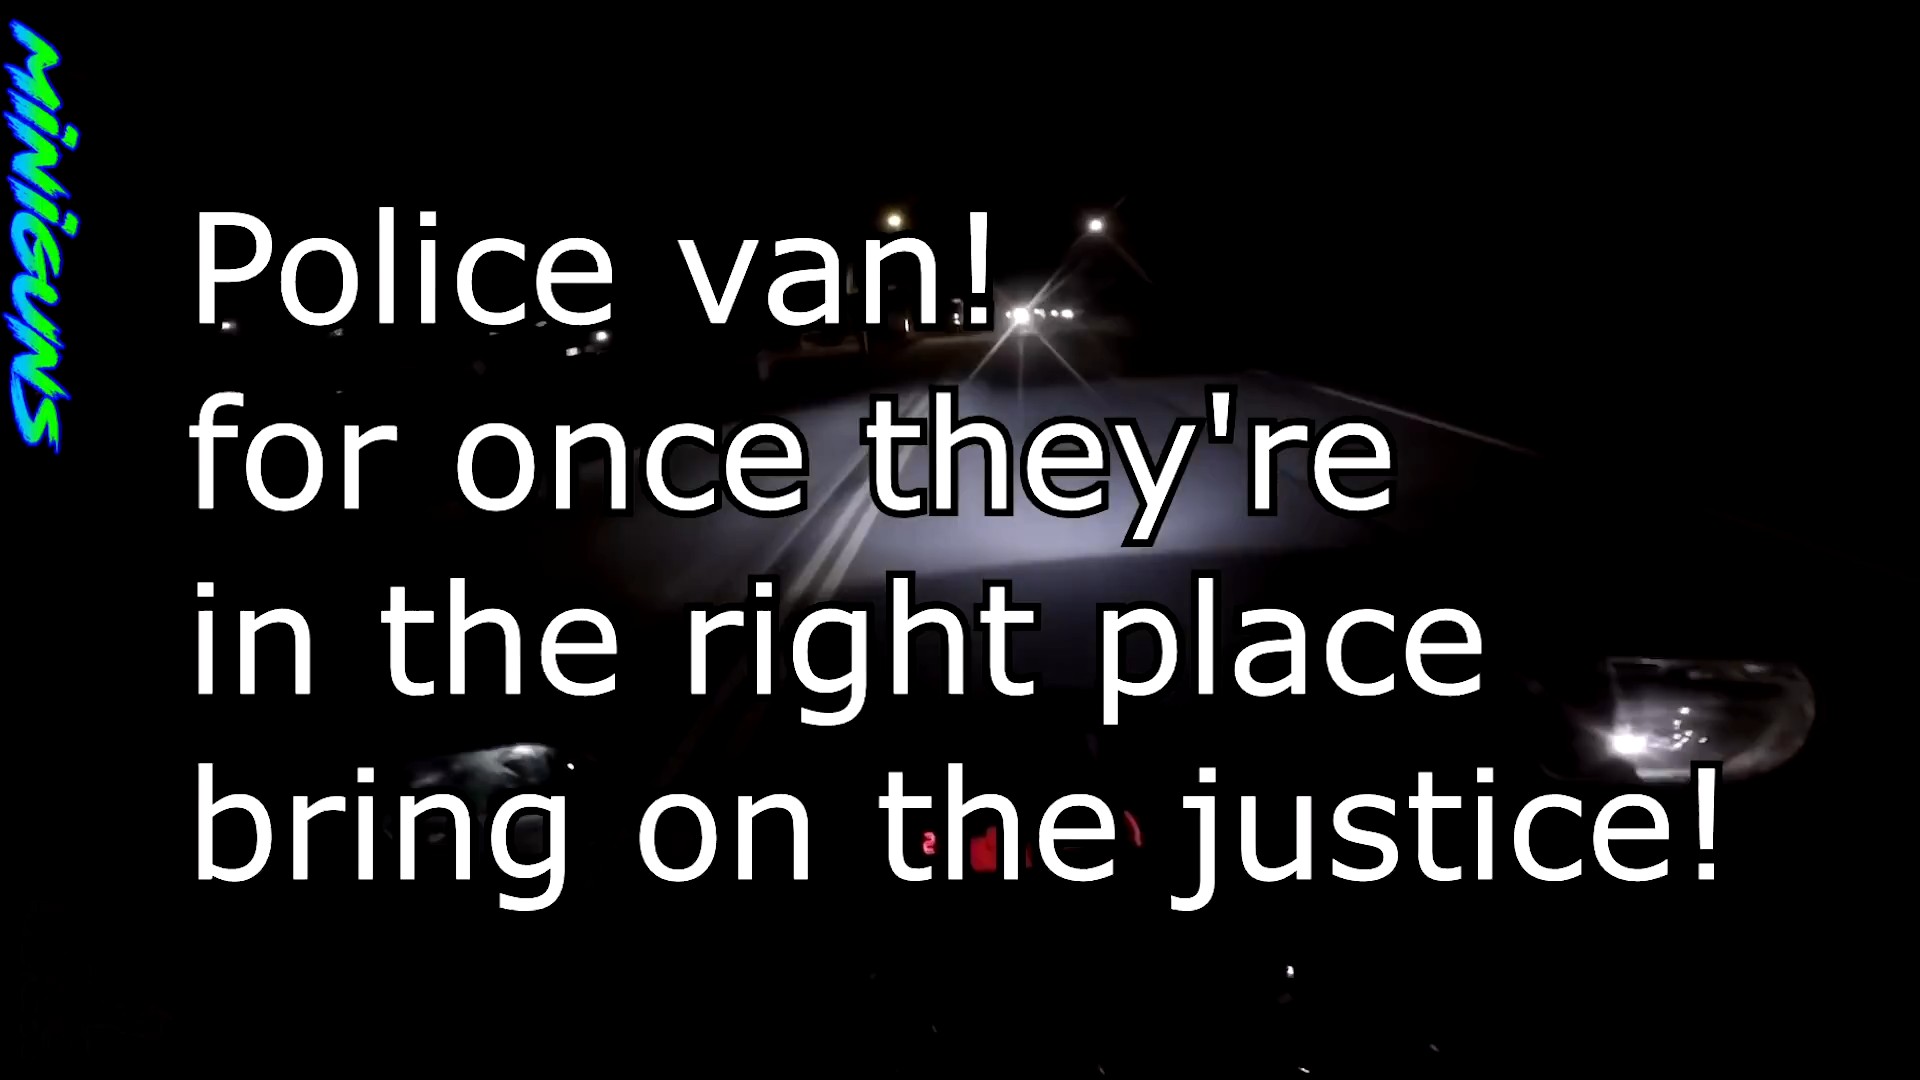 MINIGUNS
Police van!
for once they're
in the right place
bring on the justice!